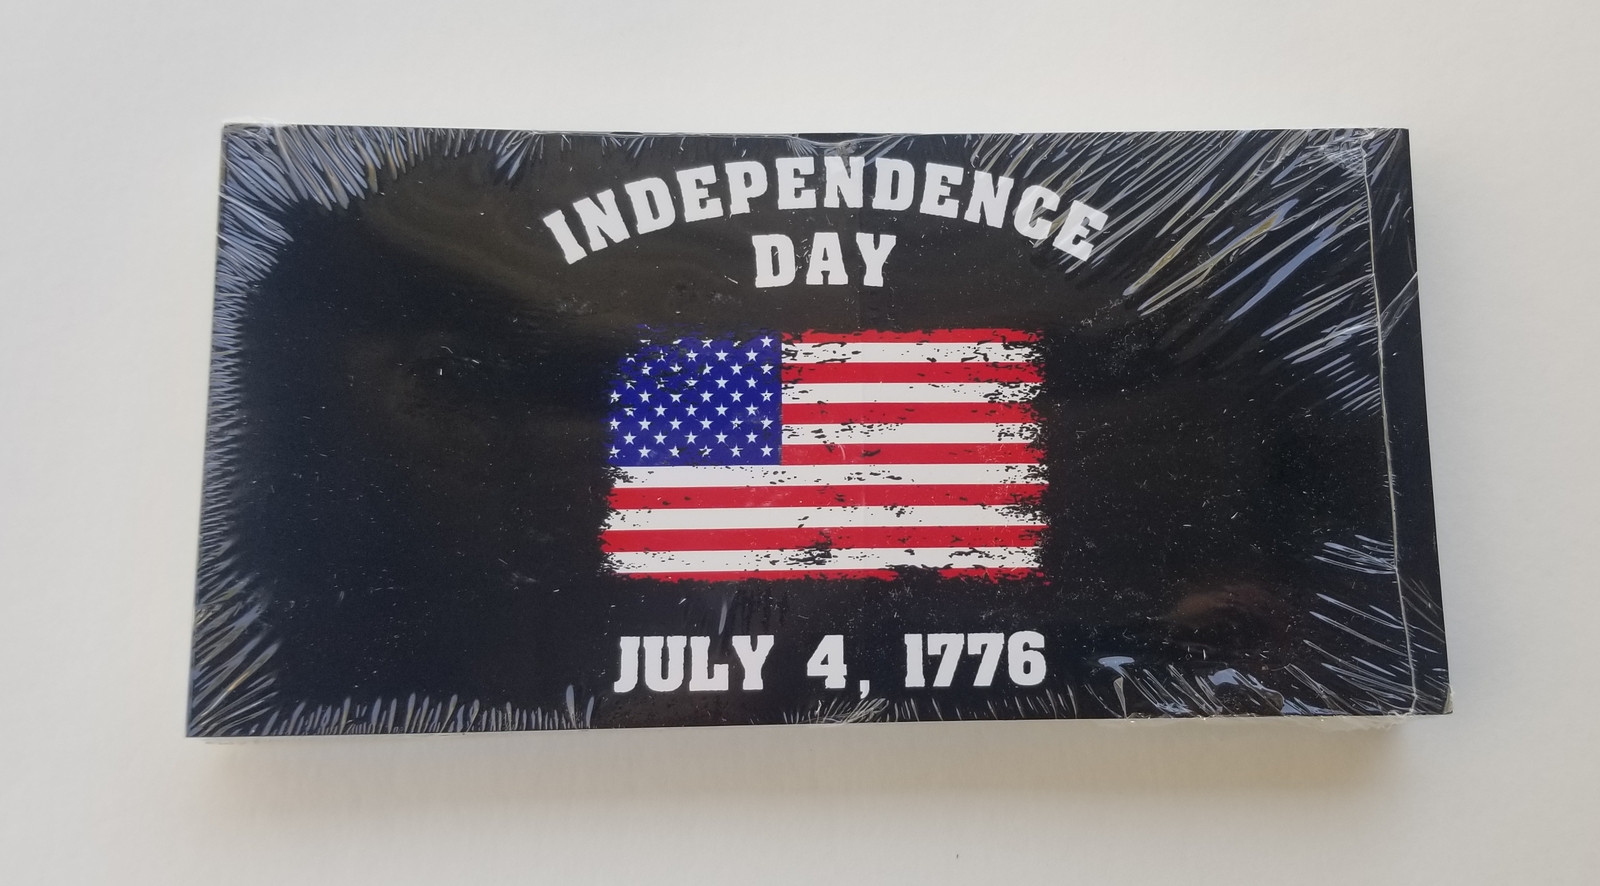 INDEPENDENCE
DAY
JULY 4, 1776